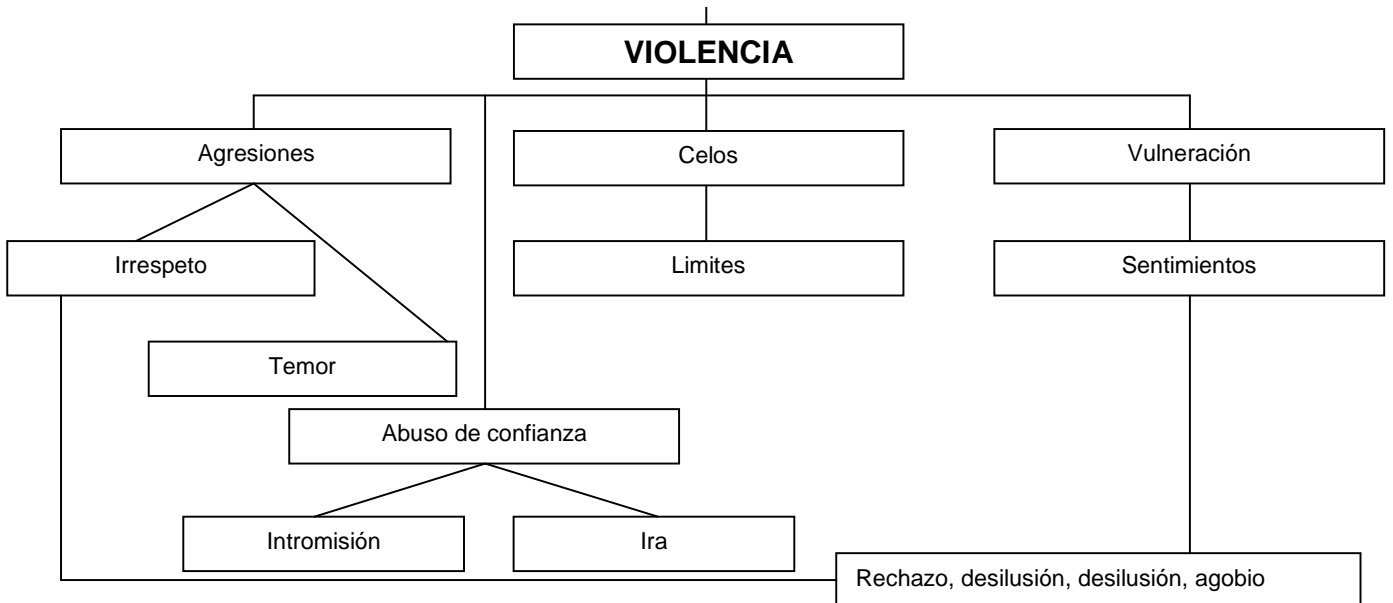 VIOLENCIA
Agresiones
Celos
Vulneración
Irrespeto
Limites
Sentimientos
Temor
Abuso de confianza
Intromisión
Ira
Rechazo, desilusión, desilusión, agobio